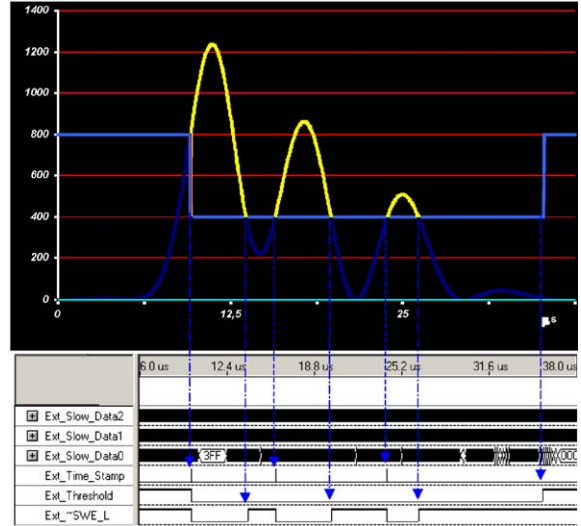 1400
1200
1000
800
600
400
200
0
0 12,5 25 µs
6.0 us 12.4 us 18.8 us 25.2 us 31.6 us 38.0 us
Ext_Slow_Data2
Ext_Slow_Data1
Ext_Slow_Data0 3FF 000
Ext_Time_Stamp
Ext_Threshold
Ext_~SWE_L